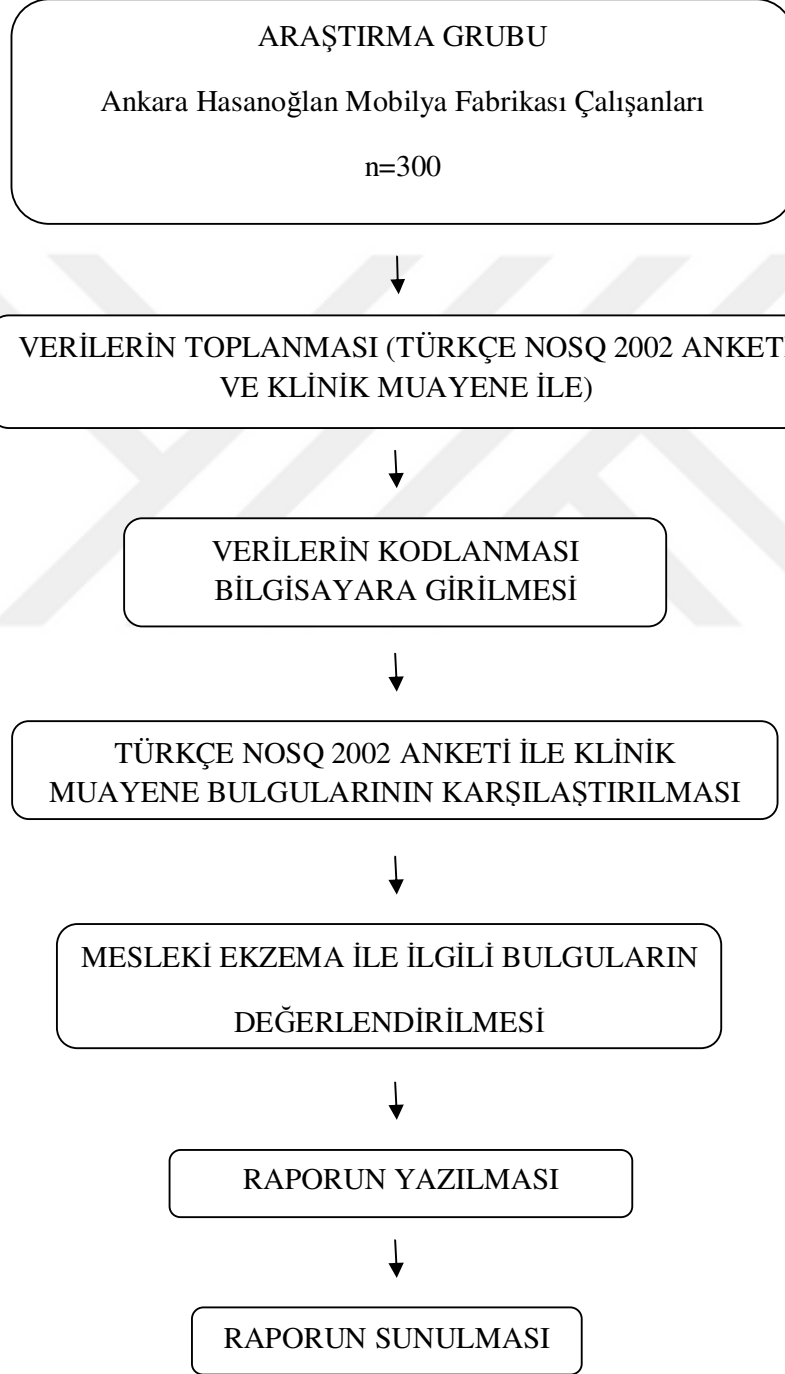 ARAŞTIRMA GRUBU
Ankara Hasanoğlan Mobilya Fabrikası Çalışanları
n=300
VERİLERİN TOPLANMASI (TÜRKÇE NOSQ 2002 ANKETİ
VE KLİNİK MUAYENE İLE)
VERİLERİN KODLANMASI
BİLGİSAYARA GİRİLMESİ
TÜRKÇE NOSQ 2002 ANKETİ İLE KLİNİK
MUAYENE BULGULARININ KARŞILAŞTIRILMASI
MESLEKİ EKZEMA İLE İLGİLİ BULGULARIN
DEĞERLENDİRİLMESİ
RAPORUN YAZILMASI
RAPORUN SUNULMASI